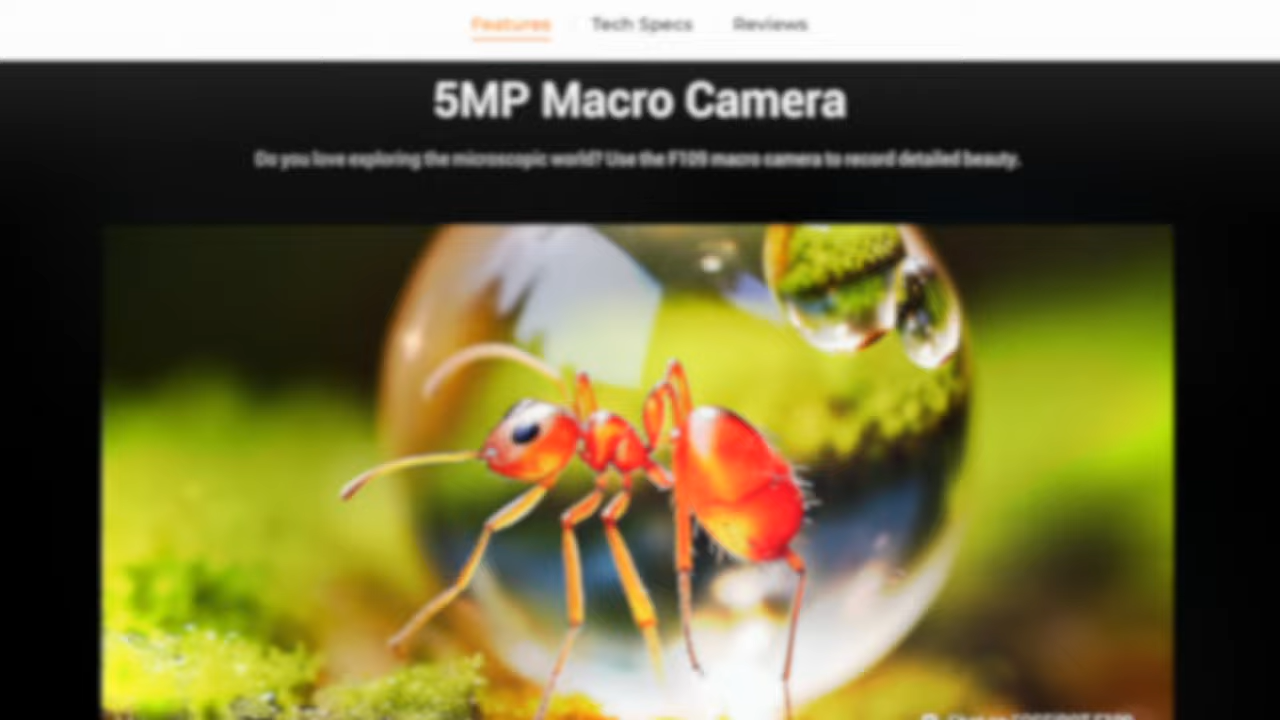 Features
Tech Specs
Reviews
5MP Macro Camera
Do you love exploring the microscopic world? Use the F109 macro camera to record detailed beauty.